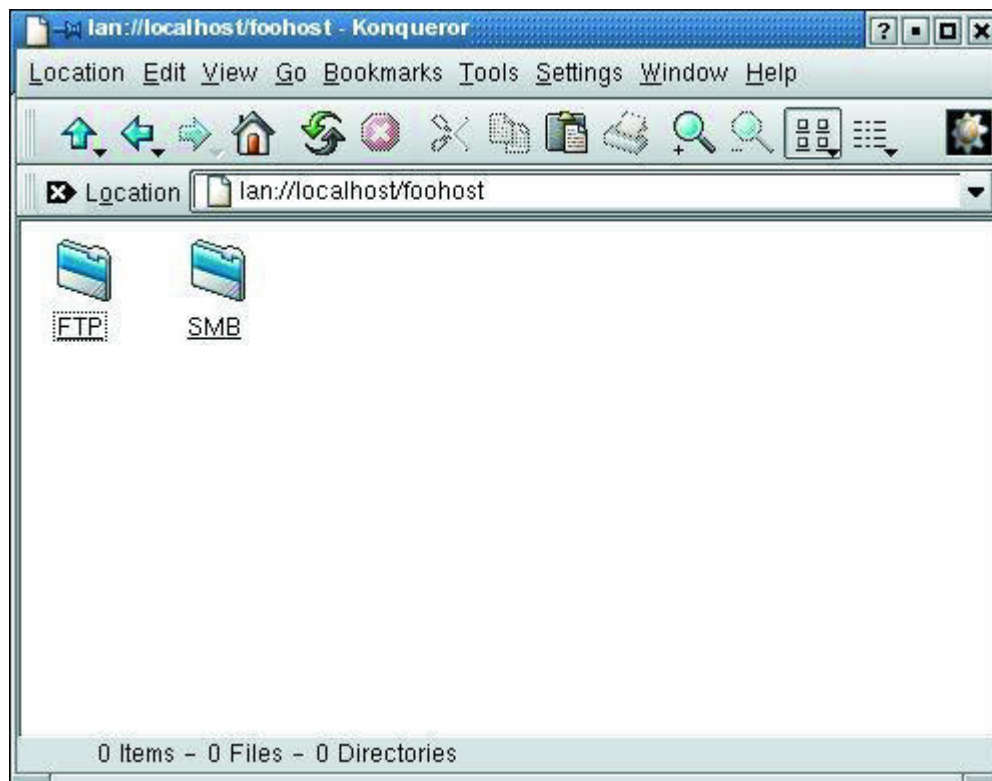 lan://localhost/foohost - Konqueror
Location Edit View Go Bookmarks Tools Settings Window Help
Location lan://localhost/foohost
FTP SMB
0 Items – 0 Files – 0 Directories